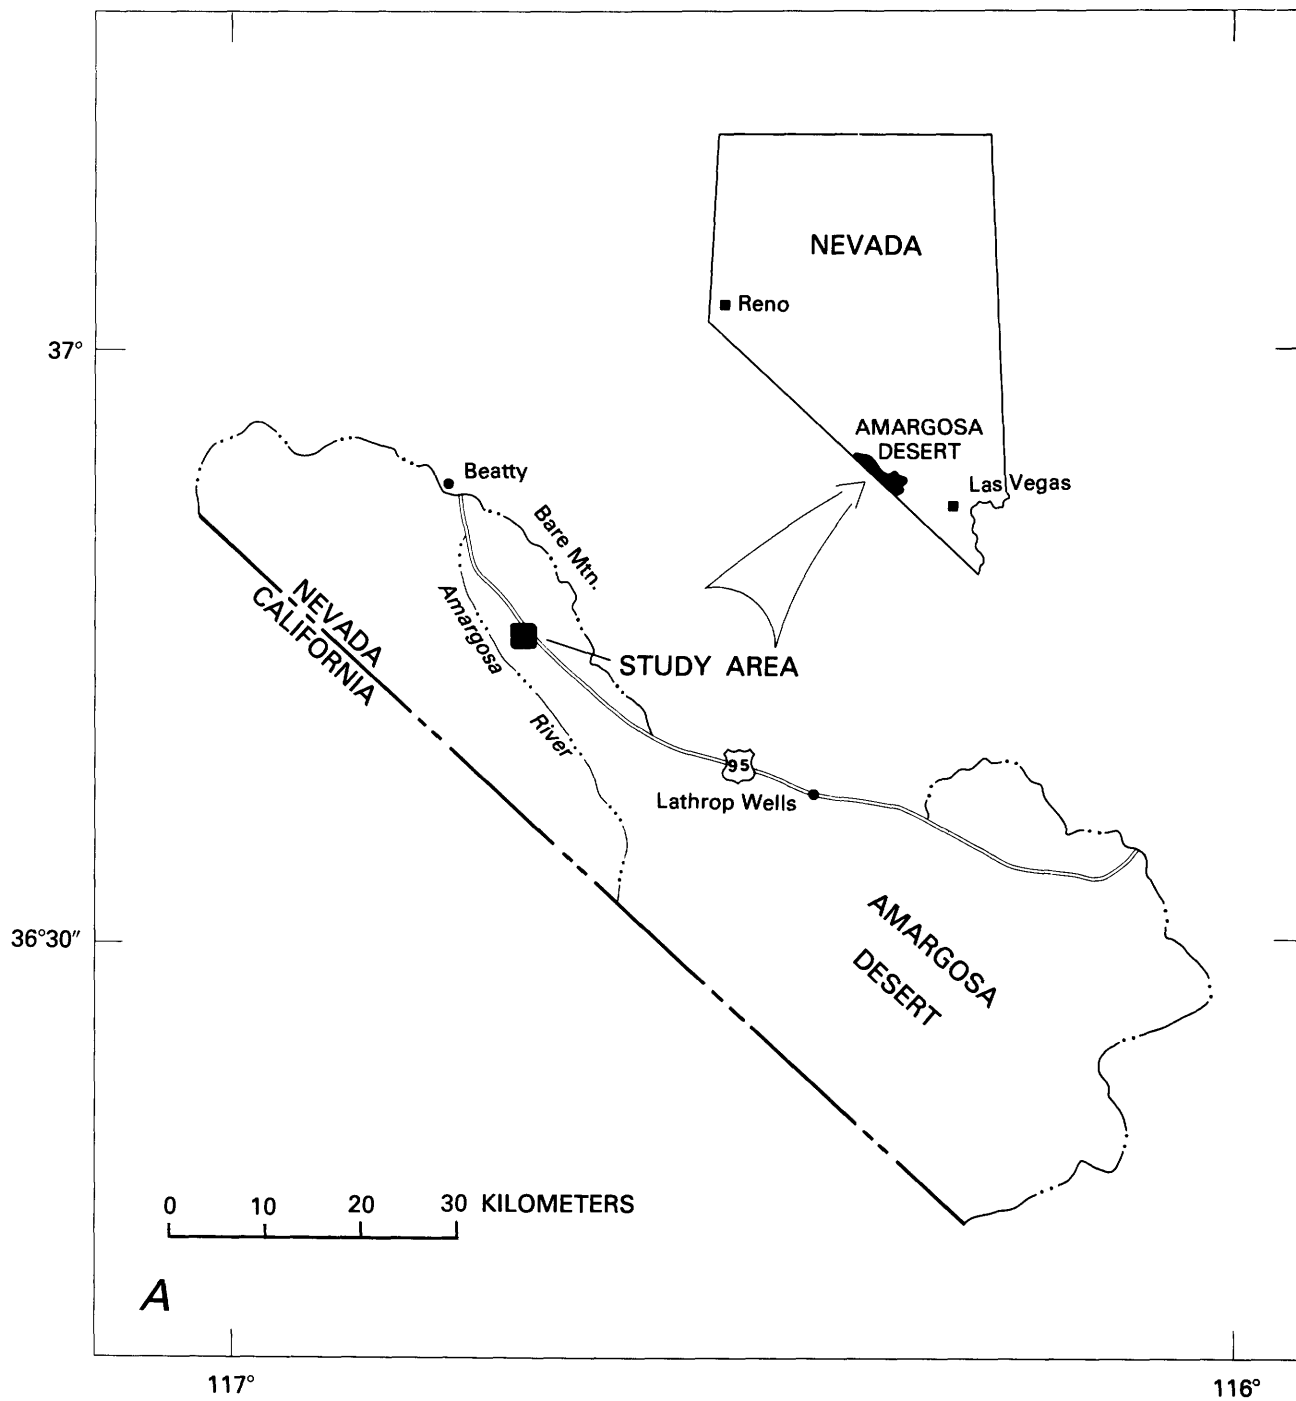 NEVADA
Reno
37°
AMARGOSA
DESERT
Las Vegas
Beatty
Bare Mtn.
NEVADA
CALIFORNIA
Amargosa
River
STUDY AREA
95
Lathrop Wells
36°30″
AMARGOSA
DESERT
0 10 20 30 KILOMETERS
A
117° 116°